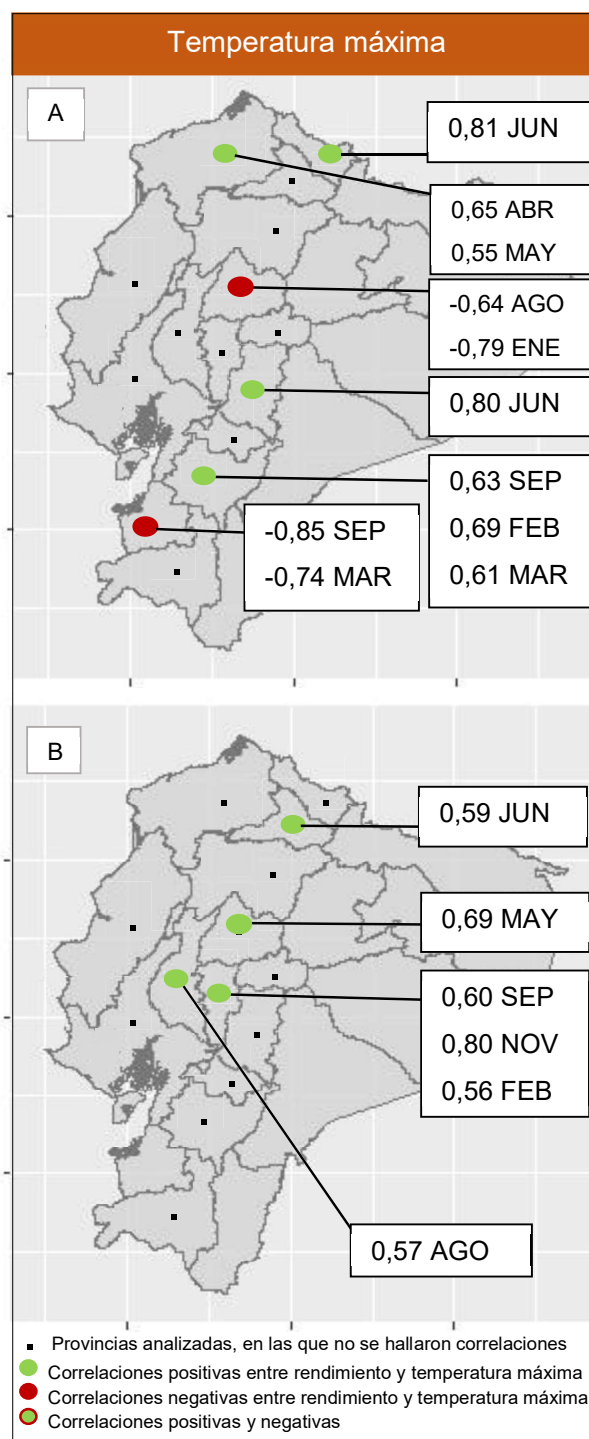 Temperatura máxima
A
0,81 JUN
0,65 ABR
0,55 MAY
-0,64 AGO
-0,79 ENE
0,80 JUN
0,63 SEP
0,69 FEB
0,61 MAR
-0,85 SEP
-0,74 MAR
B
0,59 JUN
0,69 MAY
0,60 SEP
0,80 NOV
0,56 FEB
0,57 AGO
Provincias analizadas, en las que no se hallaron correlaciones
Correlaciones positivas entre rendimiento y temperatura máxima
Correlaciones negativas entre rendimiento y temperatura máxima
Correlaciones positivas y negativas